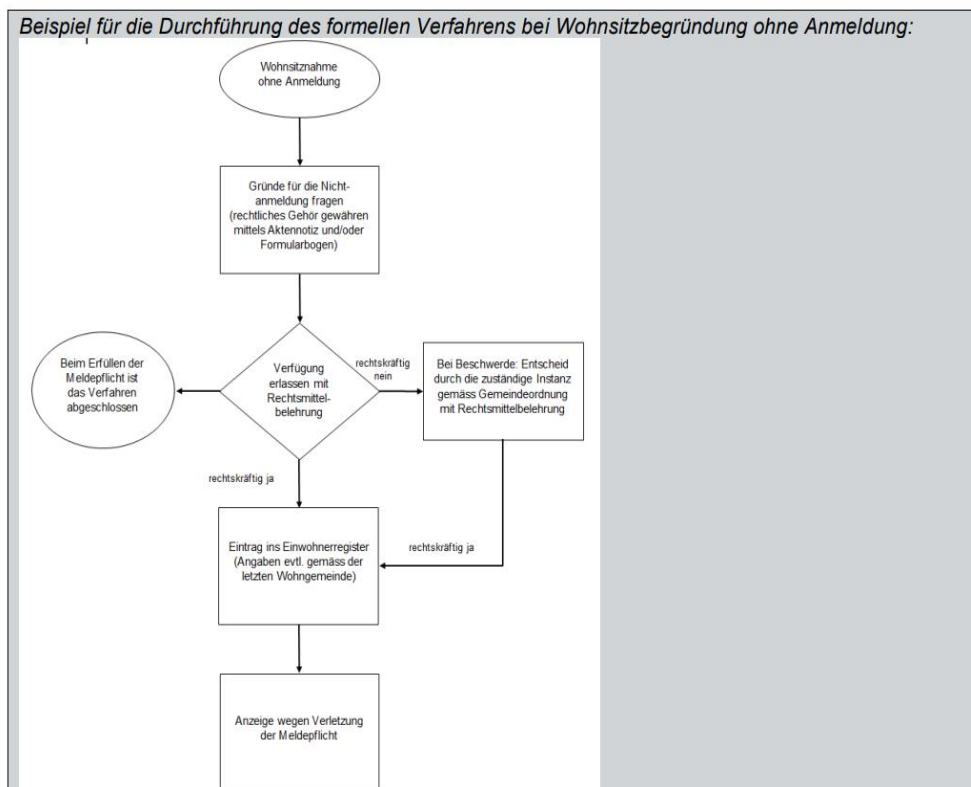 Beispiel für die Durchführung des formellen Verfahrens bei Wohnsitzbegründung ohne Anmeldung:
Wohnsitznahme
ohne Anmeldung
Gründe für die Nicht-
anmeldung fragen
(rechtliches Gehör gewähren
mittels Aktennotiz und/oder
Formularbogen)
Beim Erfüllen der
Meldepflicht ist
das Verfahren
abgeschlossen
Verfügung
erlassen mit
Rechtsmittel-
belehrung
rechtskräftig
nein
Bei Beschwerde: Entscheid
durch die zuständige Instanz
gemäss Gemeindeordnung
mit Rechtsmittelbelehrung
rechtskräftig ja
Eintrag ins Einwohnerregister
(Angaben evtl. gemäss der
letzten Wohngemeinde)
rechtskräftig ja
Anzeige wegen Verletzung
der Meldepflicht